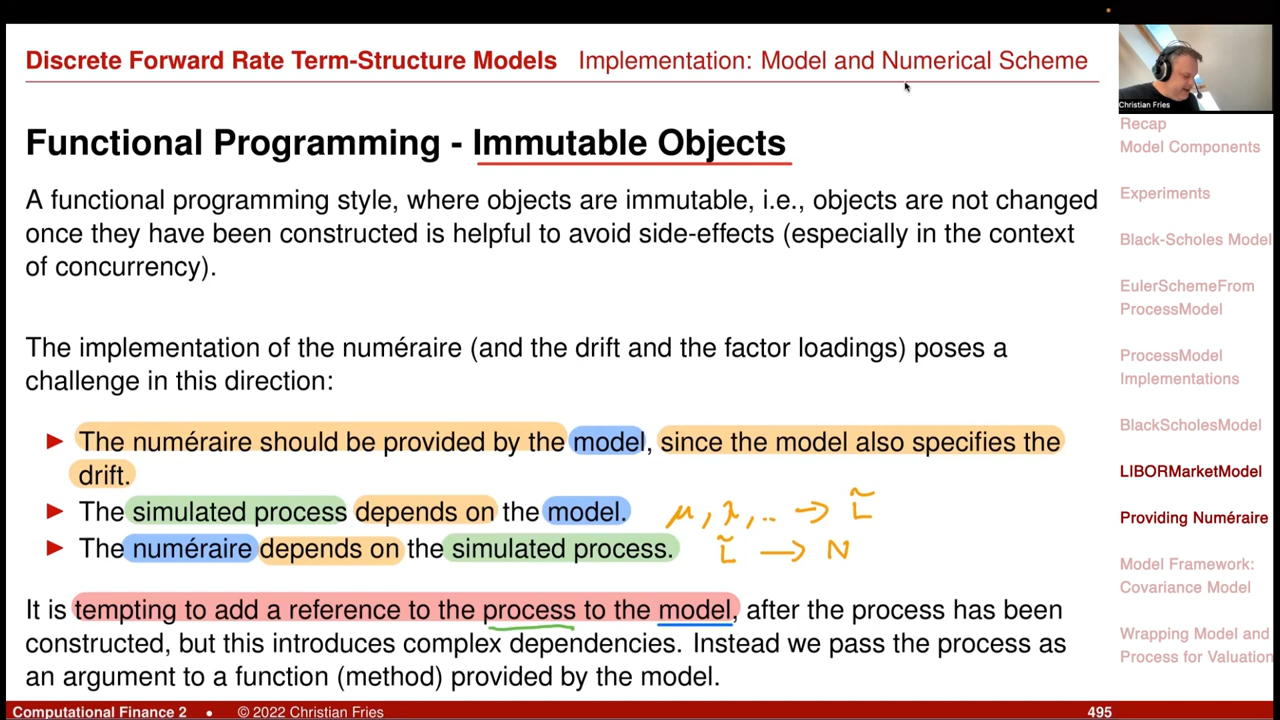 Discrete Forward Rate Term-Structure Models Implementation: Model and Numerical Scheme
Christian Fries
Functional Programming - Immutable Objects
A functional programming style, where objects are immutable, i.e., objects are not changed
once they have been constructed is helpful to avoid side-effects (especially in the context
of concurrency).
The implementation of the numéraire (and the drift and the factor loadings) poses a
challenge in this direction:
► The numéraire should be provided by the model, since the model also specifies the
drift.
► The simulated process depends on the model. μ, λ, .. → L̃
► The numéraire depends on the simulated process. L̃ → N
It is tempting to add a reference to the process to the model, after the process has been
constructed, but this introduces complex dependencies. Instead we pass the process as
an argument to a function (method) provided by the model.
Recap
Model Components
Experiments
Black-Scholes Model
EulerSchemeFrom
ProcessModel
ProcessModel
Implementations
BlackScholesModel
LIBORMarketModel
Providing Numéraire
Model Framework:
Covariance Model
Wrapping Model and
Process for Valuation
Computational Finance 2 • © 2022 Christian Fries 495